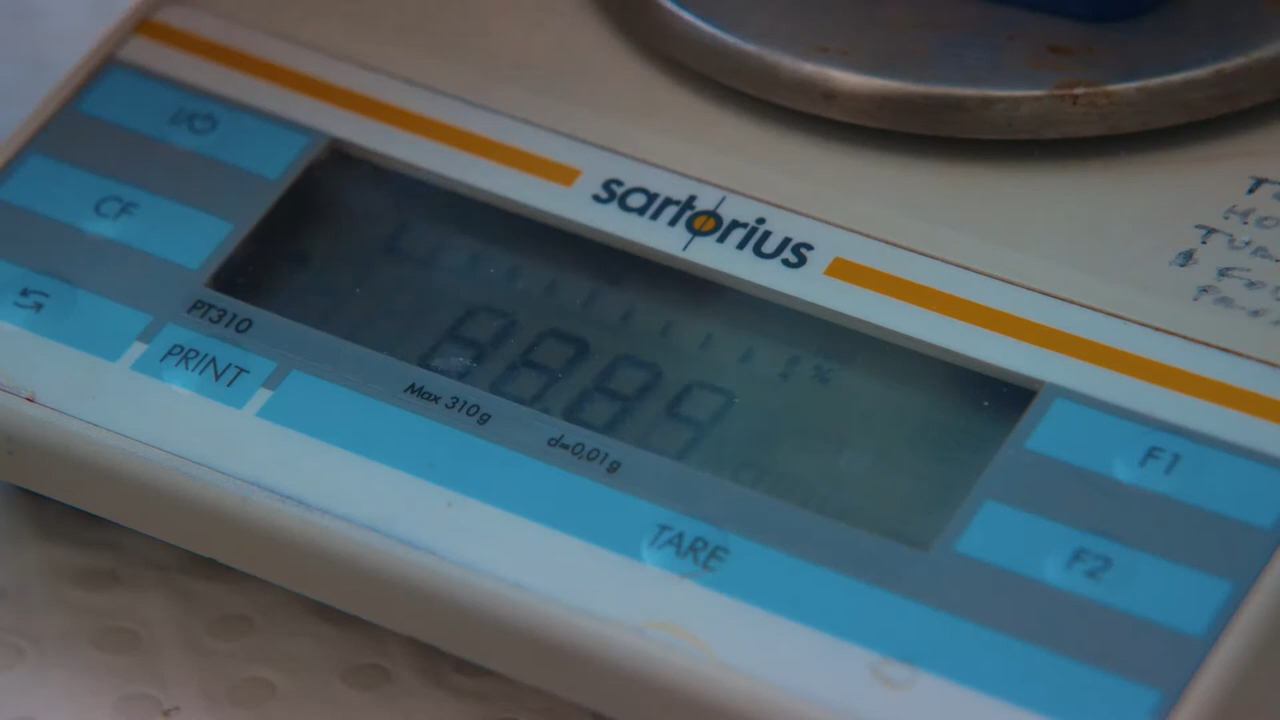 I/⏻
sartorius
CF
PT310
PRINT
Max 310g
d=0,01g
%
F1
TARE
F2